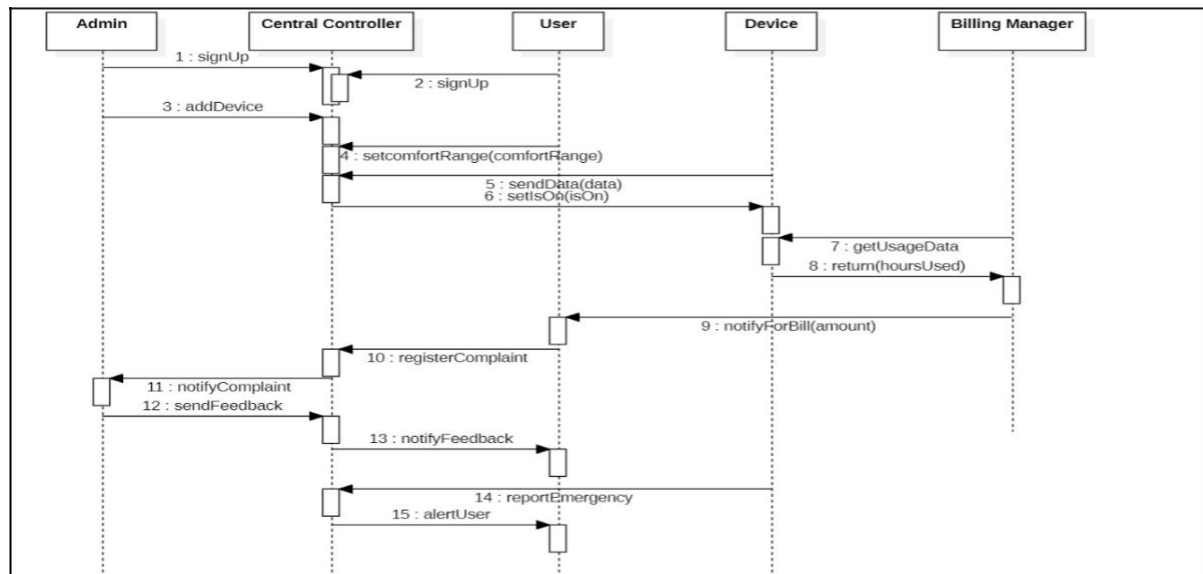 Admin
Central Controller
User
Device
Billing Manager
1 : signUp
2 : signUp
3 : addDevice
4 : setcomfortRange(comfortRange)
5 : sendData(data)
6 : setIsOn(isOn)
7 : getUsageData
8 : return(hoursUsed)
9 : notifyForBill(amount)
10 : registerComplaint
11 : notifyComplaint
12 : sendFeedback
13 : notifyFeedback
14 : reportEmergency
15 : alertUser